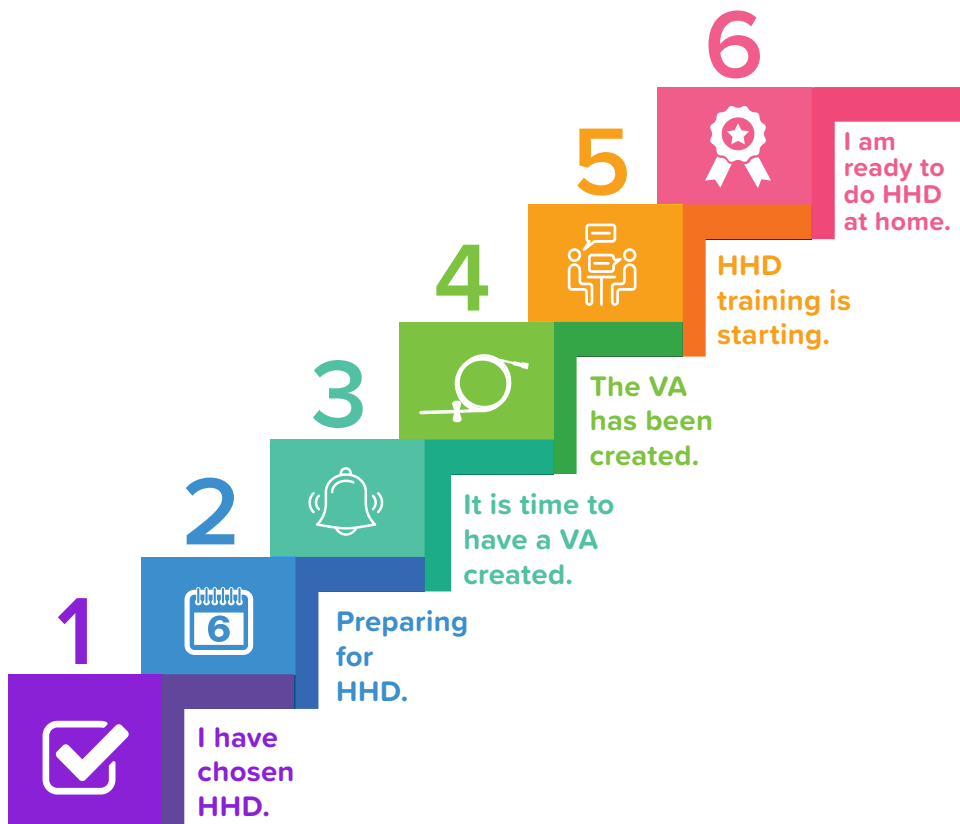 1
I have
chosen
HHD.
2
6
Preparing
for
HHD.
3
It is time to
have a VA
created.
4
The VA
has been
created.
5
HHD
training is
starting.
6
I am
ready to
do HHD
at home.